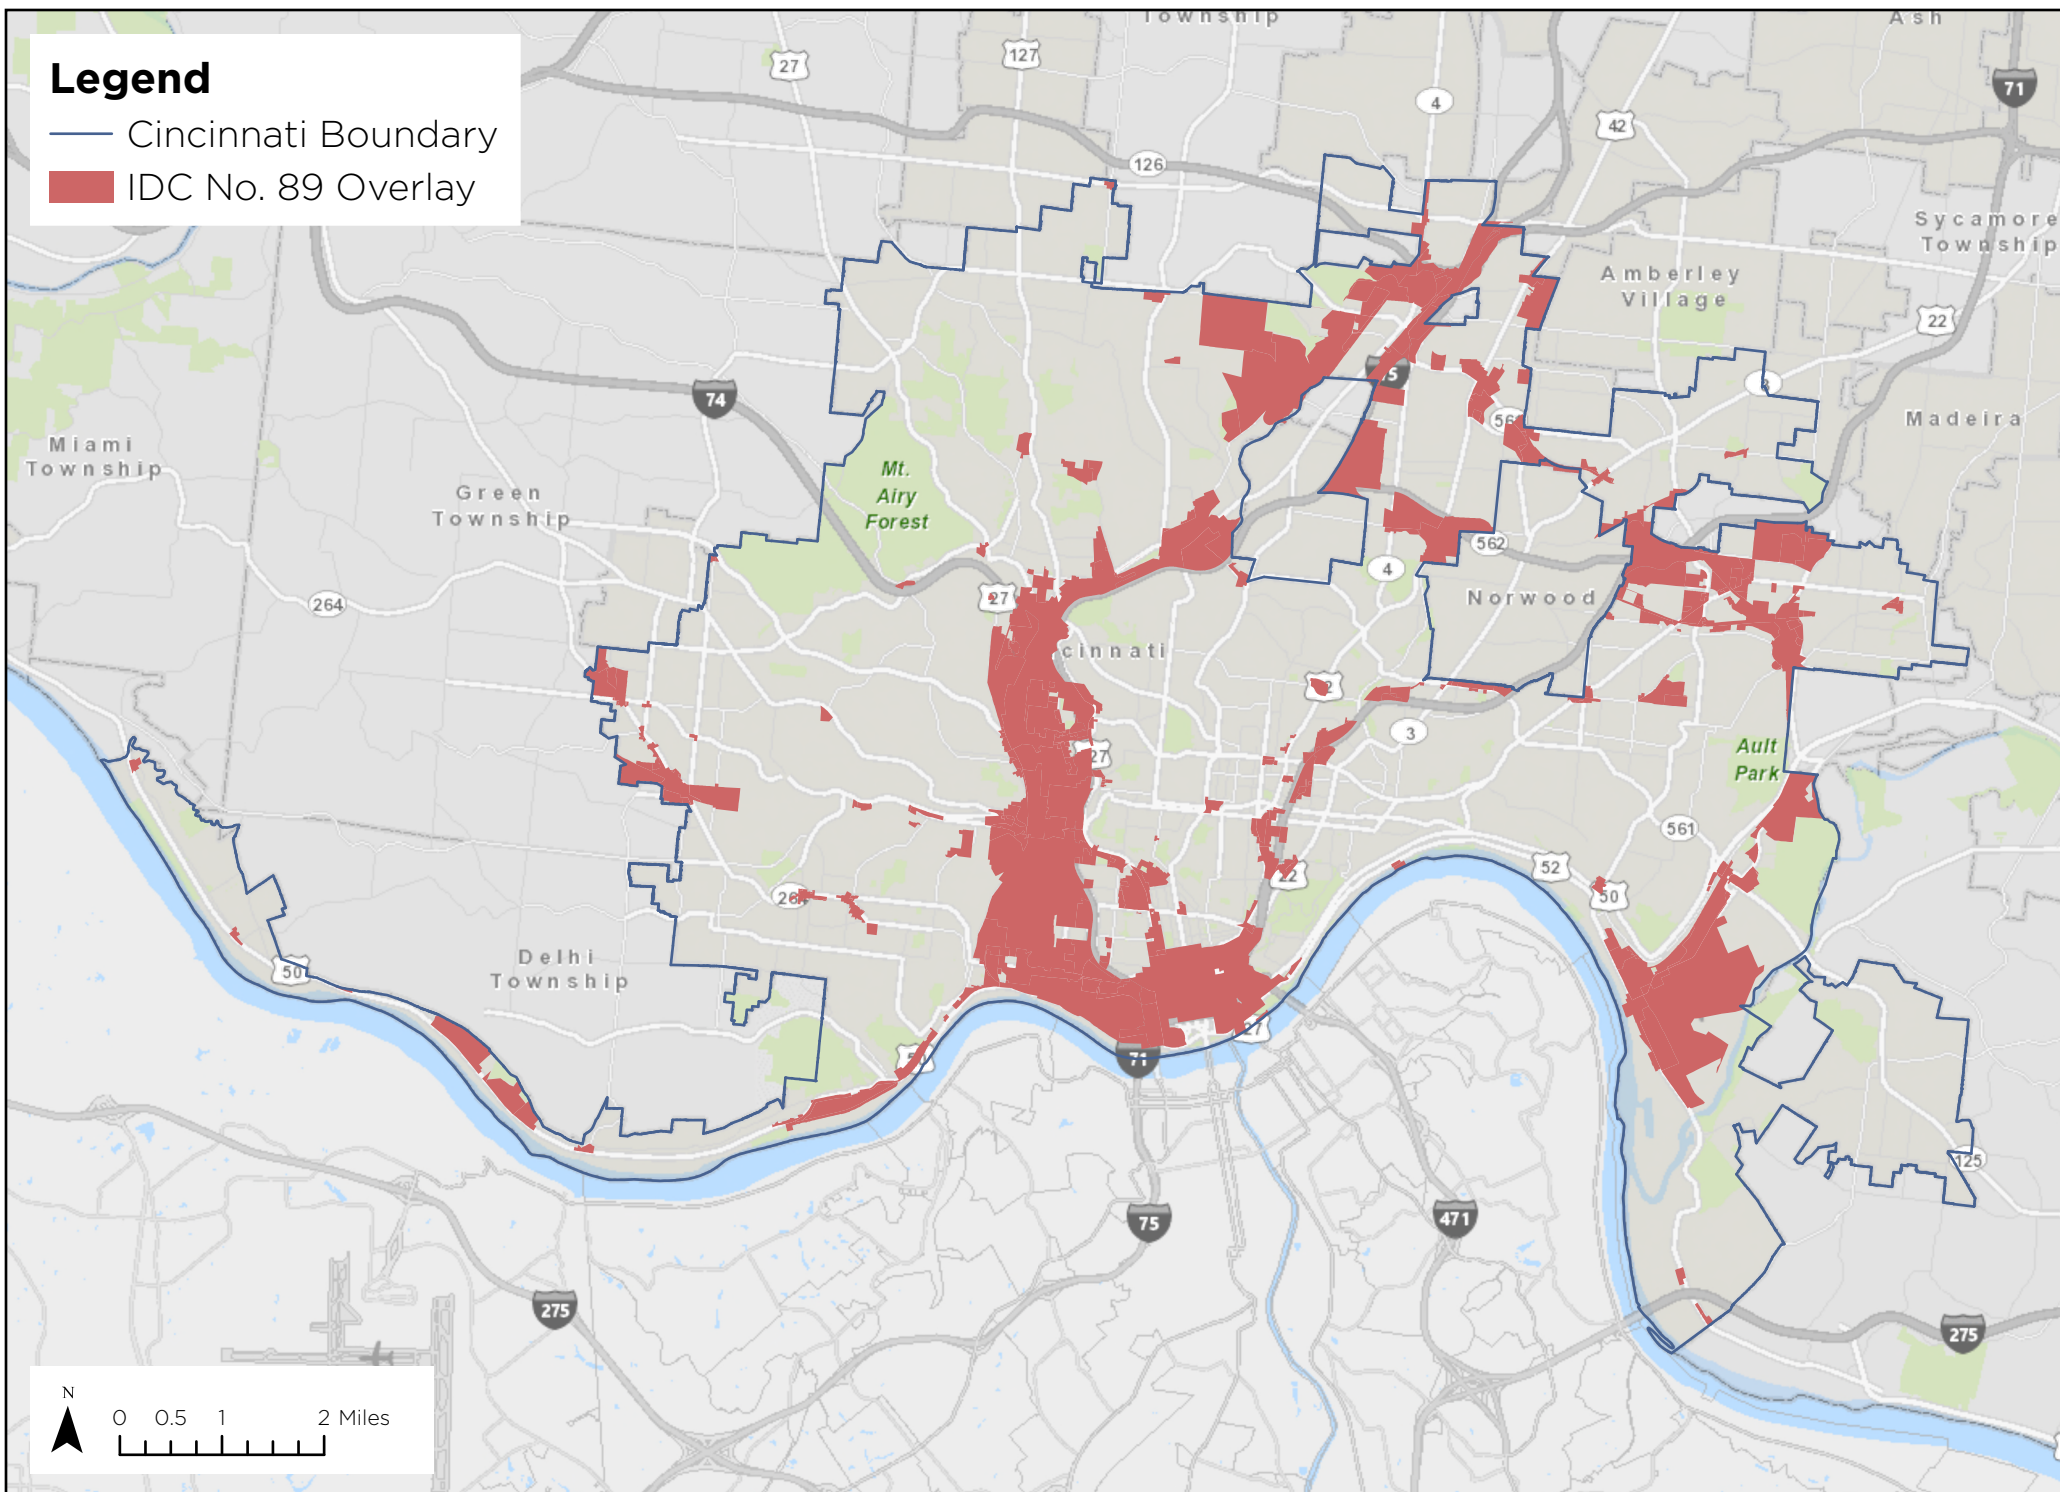 Legend
Cincinnati Boundary
IDC No. 89 Overlay
Township
Ash
27
127
4
42
71
126
Sycamore
Township
Amberley
Village
22
74
Madeira
Miami
Township
Green
Township
Mt.
Airy
Forest
562
4
264
27
Norwood
cinnati
3
27
Ault
Park
561
52
22
50
Delhi
Township
50
27
71
125
75
471
275
275
N
0 0.5 1 2 Miles